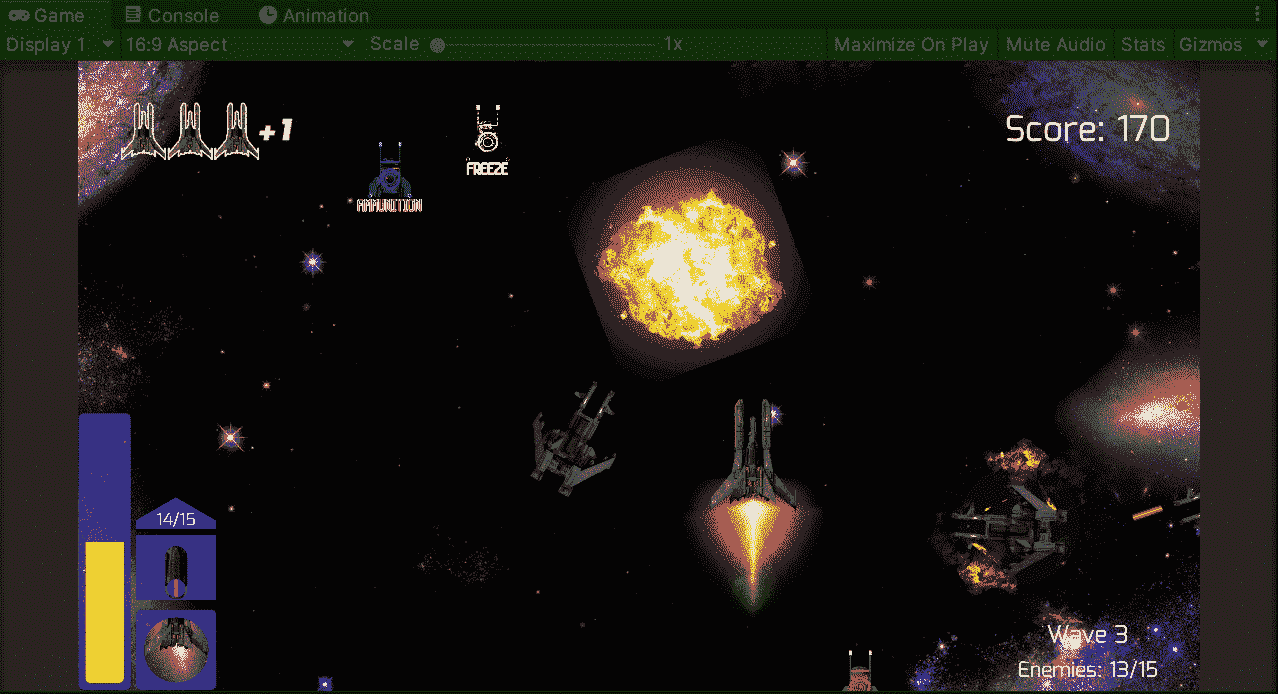 Game Console Animation
Display 1 16:9 Aspect Scale 1x Maximize On Play Mute Audio Stats Gizmos
+1
FREEZE
Score: 170
AMMUNITION
14/15
Wave 3
Enemies: 13/15